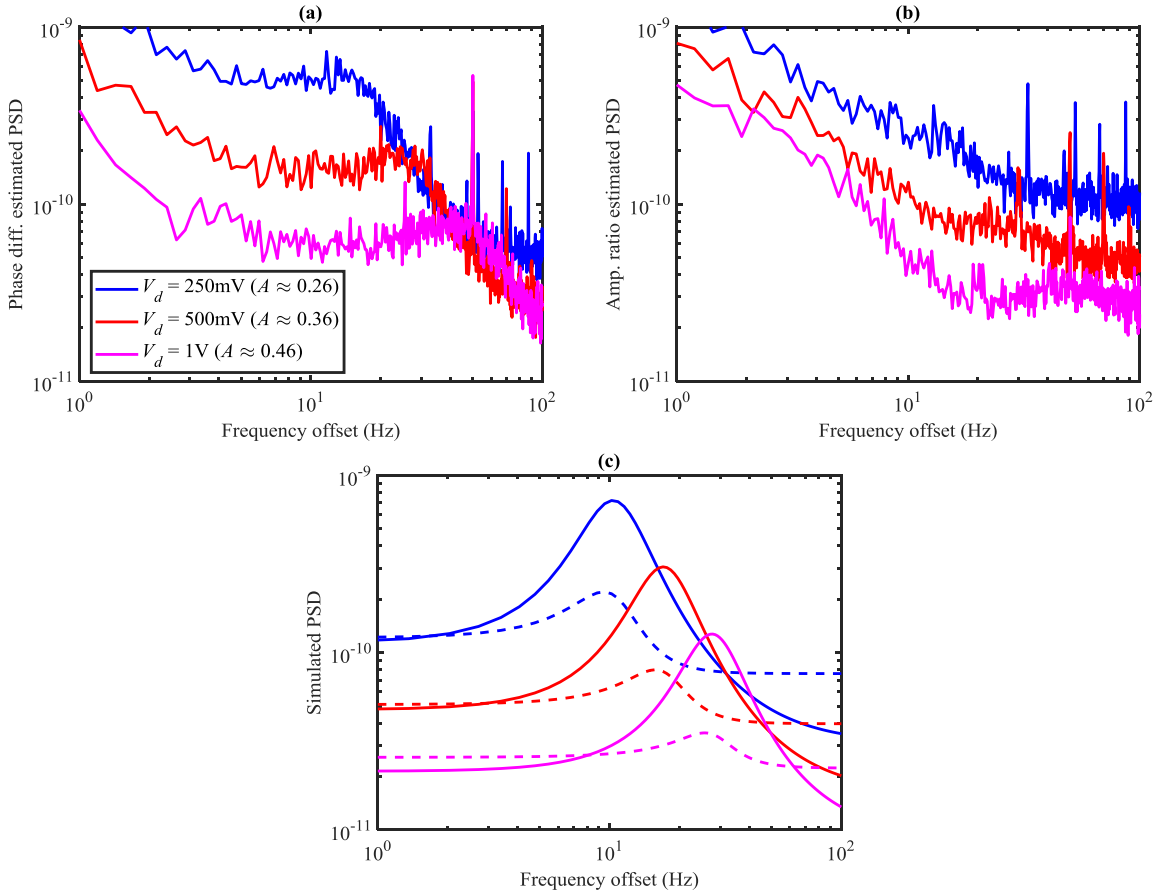 (a)
10^-9
10^-10
10^-11
Phase diff. estimated PSD
V_d = 250mV (A ≈ 0.26)
V_d = 500mV (A ≈ 0.36)
V_d = 1V (A ≈ 0.46)
10^0
10^1
10^2
Frequency offset (Hz)
(b)
10^-9
10^-10
10^-11
Amp. ratio estimated PSD
10^0
10^1
10^2
Frequency offset (Hz)
(c)
10^-9
10^-10
10^-11
Simulated PSD
10^0
10^1
10^2
Frequency offset (Hz)